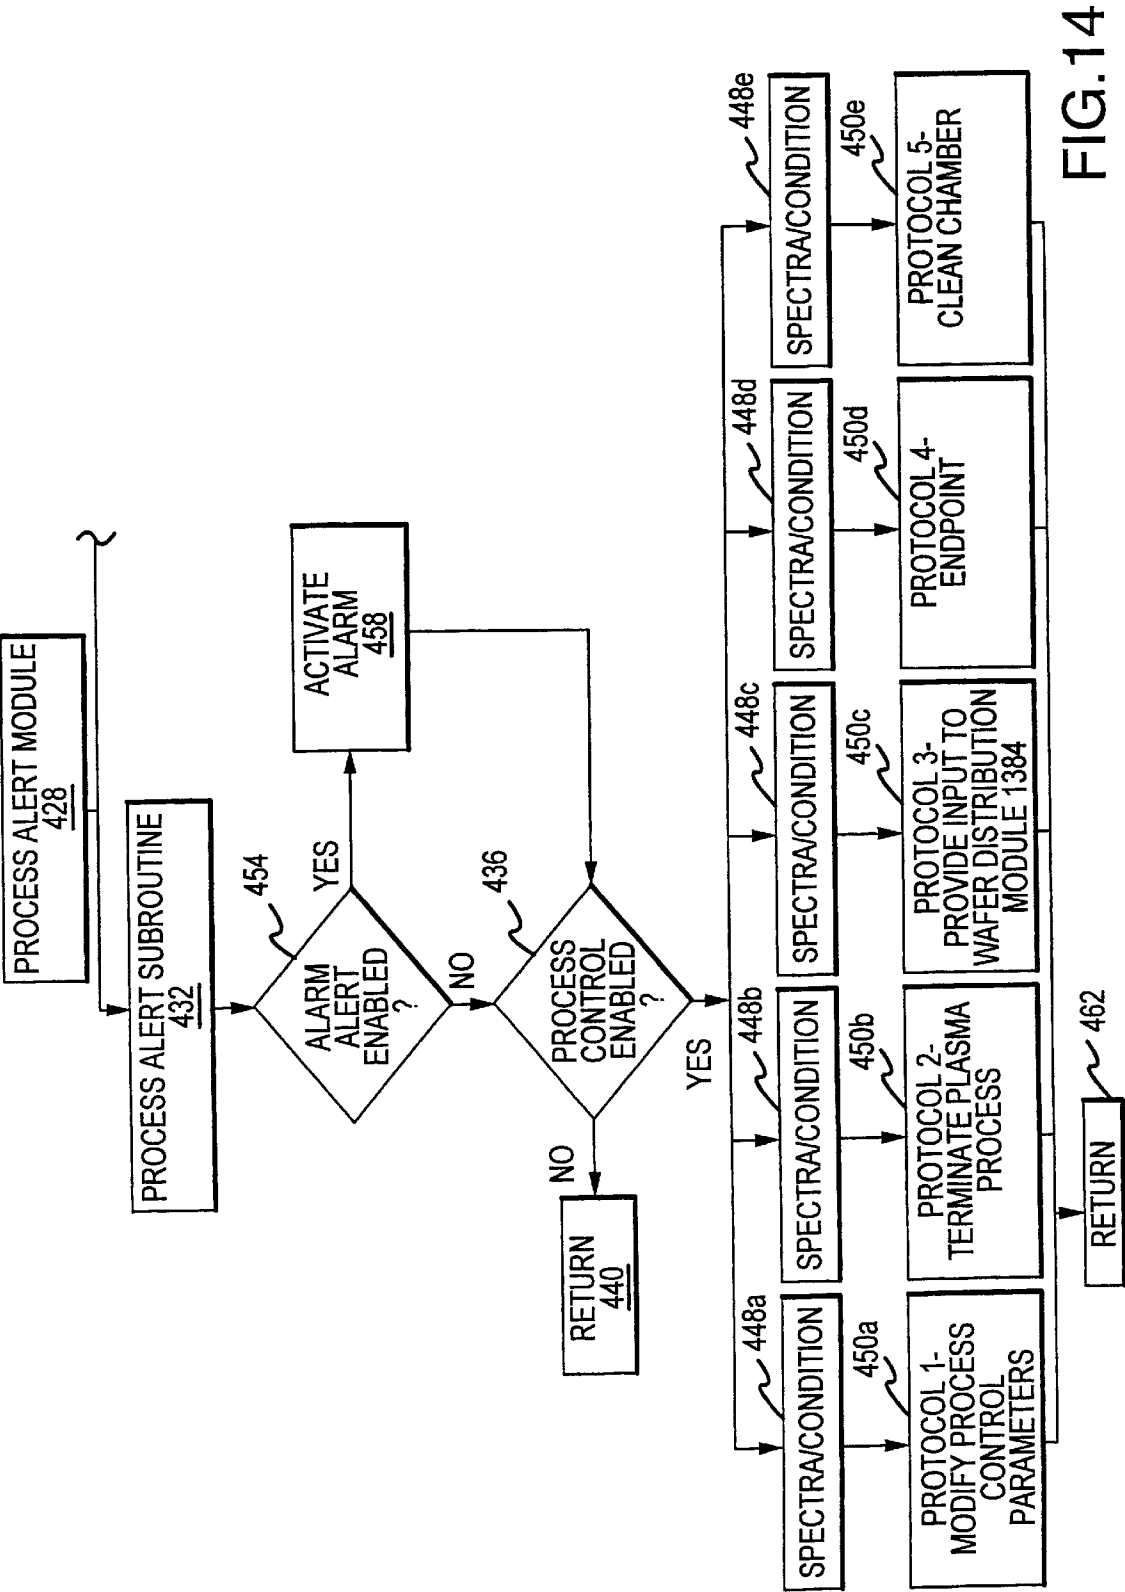 PROCESS ALERT MODULE
428
PROCESS ALERT SUBROUTINE
432
454
ALARM
ALERT
ENABLED
?
YES
NO
ACTIVATE
ALARM
458
436
PROCESS
CONTROL
ENABLED
?
NO
YES
RETURN
440
448a
SPECTRA/CONDITION
448b
SPECTRA/CONDITION
448c
SPECTRA/CONDITION
448d
SPECTRA/CONDITION
448e
SPECTRA/CONDITION
450a
PROTOCOL 1-
MODIFY PROCESS
CONTROL
PARAMETERS
450b
PROTOCOL 2-
TERMINATE PLASMA
PROCESS
450c
PROTOCOL 3-
PROVIDE INPUT TO
WAFER DISTRIBUTION
MODULE 1384
450d
PROTOCOL 4-
ENDPOINT
450e
PROTOCOL 5-
CLEAN CHAMBER
462
RETURN
FIG.14